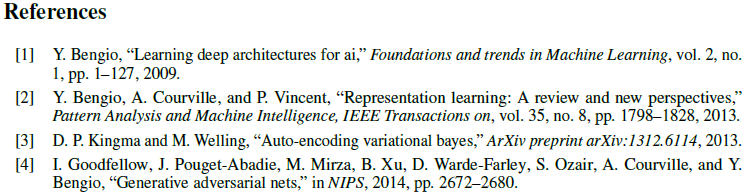 References
[1] Y. Bengio, “Learning deep architectures for ai,” Foundations and trends in Machine Learning, vol. 2, no.
1, pp. 1–127, 2009.
[2] Y. Bengio, A. Courville, and P. Vincent, “Representation learning: A review and new perspectives,”
Pattern Analysis and Machine Intelligence, IEEE Transactions on, vol. 35, no. 8, pp. 1798–1828, 2013.
[3] D. P. Kingma and M. Welling, “Auto-encoding variational bayes,” ArXiv preprint arXiv:1312.6114, 2013.
[4] I. Goodfellow, J. Pouget-Abadie, M. Mirza, B. Xu, D. Warde-Farley, S. Ozair, A. Courville, and Y.
Bengio, “Generative adversarial nets,” in NIPS, 2014, pp. 2672–2680.